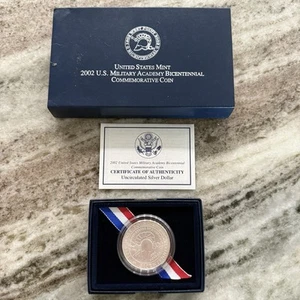 United States Mint
2002 U.S. Military Academy Bicentennial
Commemorative Coin
2002 United States Military Academy Bicentennial
Commemorative Coin
CERTIFICATE OF AUTHENTICITY
Uncirculated Silver Dollar